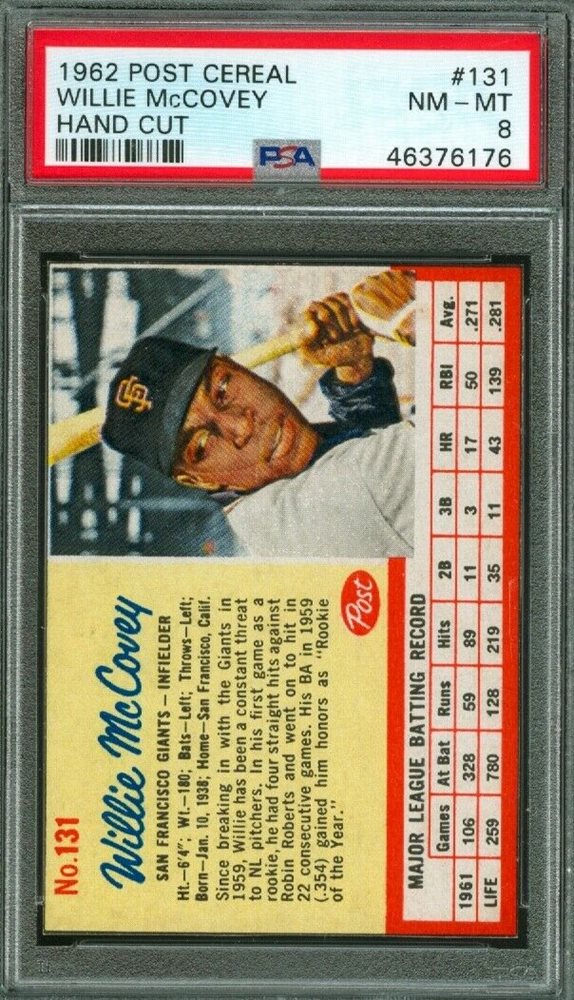 1962 POST CEREAL #131
WILLIE McCOVEY NM - MT
HAND CUT 8
PSA 46376176
No.131
Willie McCovey
SAN FRANCISCO GIANTS — INFIELDER
Ht.—6'4"; Wt.—180; Bats—Left; Throws—Left;
Born—Jan. 10, 1938; Home—San Francisco, Calif.
Since breaking in with the Giants in
1959, Willie has been a constant threat
to NL pitchers. In his first game as a
rookie, he had four straight hits against
Robin Roberts and went on to hit in
22 consecutive games. His BA in 1959
(.354) gained him honors as "Rookie
of the Year."
Post
SF
MAJOR LEAGUE BATTING RECORD
Games At Bat Runs Hits 2B 3B HR RBI Avg.
1961 106 328 59 89 11 3 17 50 .271
LIFE 259 780 128 219 35 11 43 139 .281